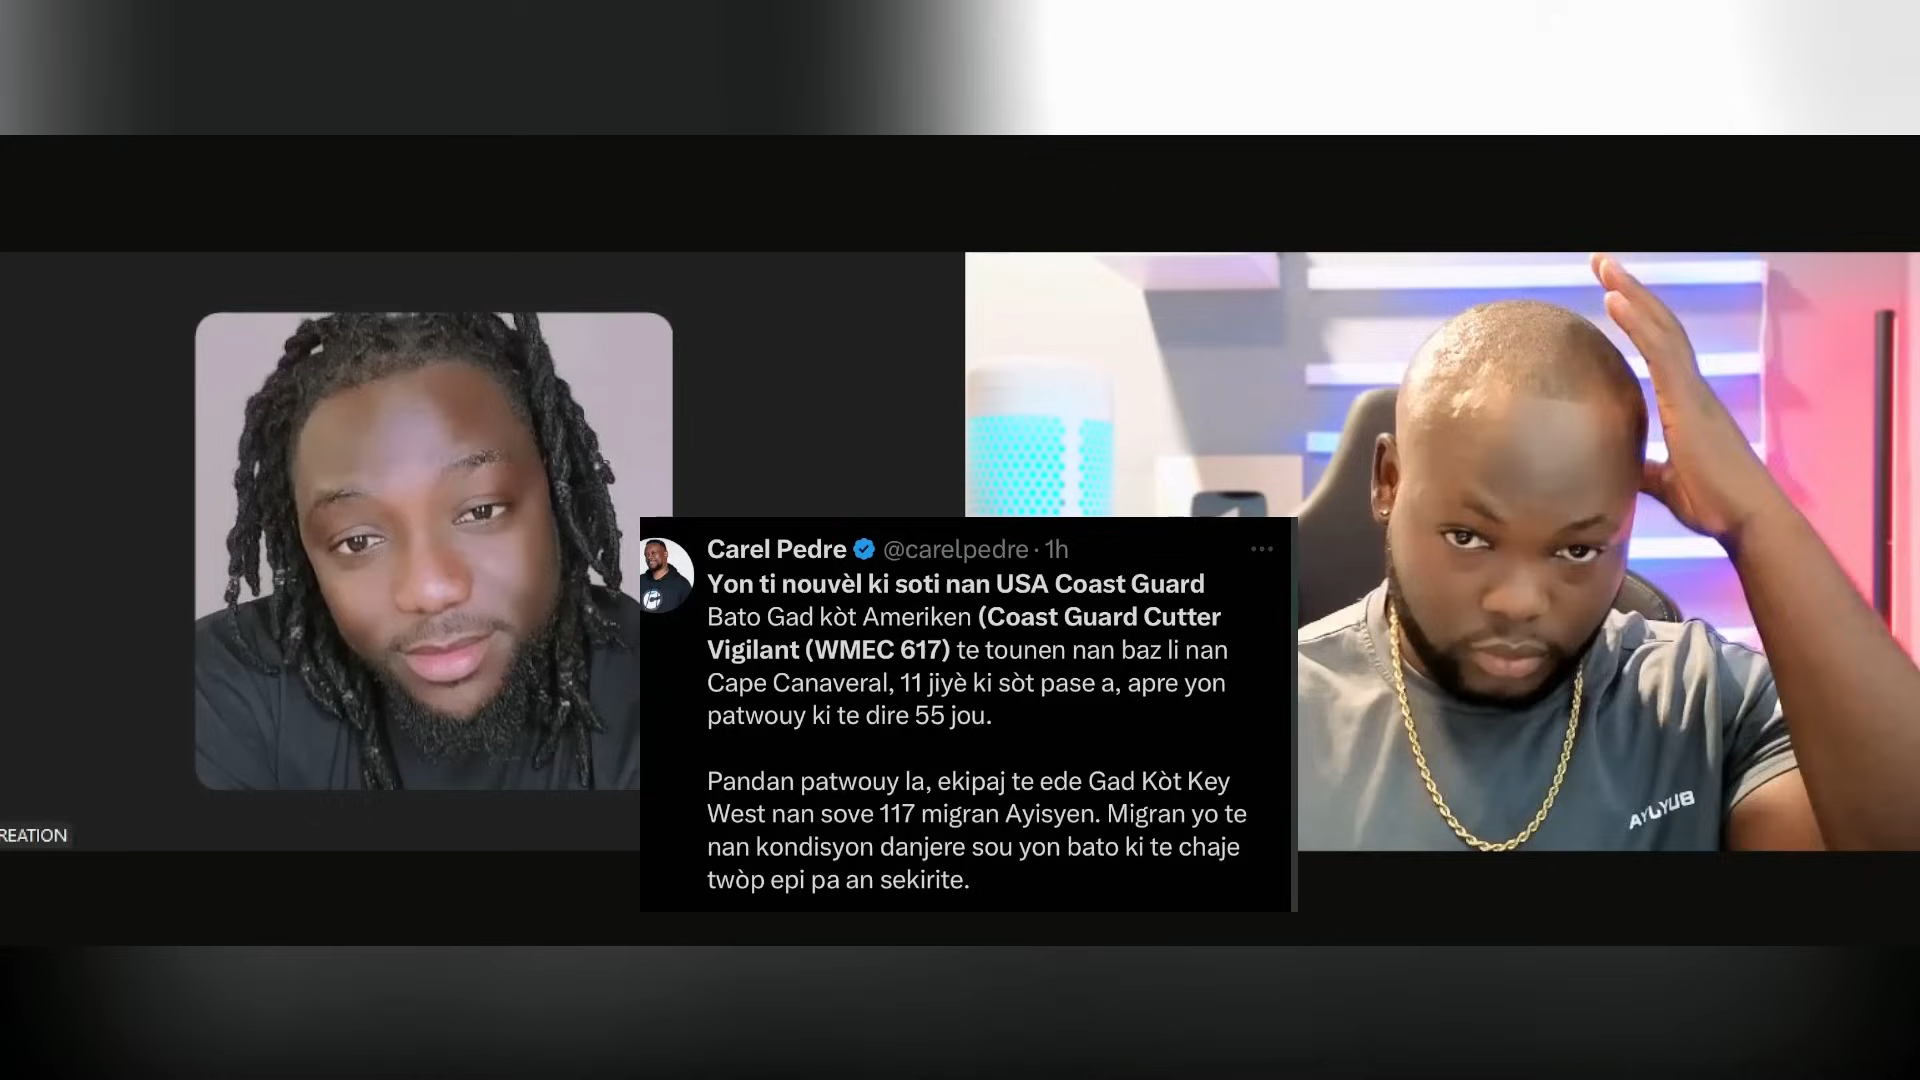 Carel Pedre @carelpedre · 1h
Yon ti nouvèl ki soti nan USA Coast Guard
Bato Gad kòt Ameriken (Coast Guard Cutter
Vigilant (WMEC 617) te tounen nan baz li nan
Cape Canaveral, 11 jiyè ki sòt pase a, apre yon
patwouy ki te dire 55 jou.
Pandan patwouy la, ekipaj te ede Gad Kòt Key
West nan sove 117 migran Ayisyen. Migran yo te
nan kondisyon danjere sou yon bato ki te chaje
twòp epi pa an sekirite.
REATION